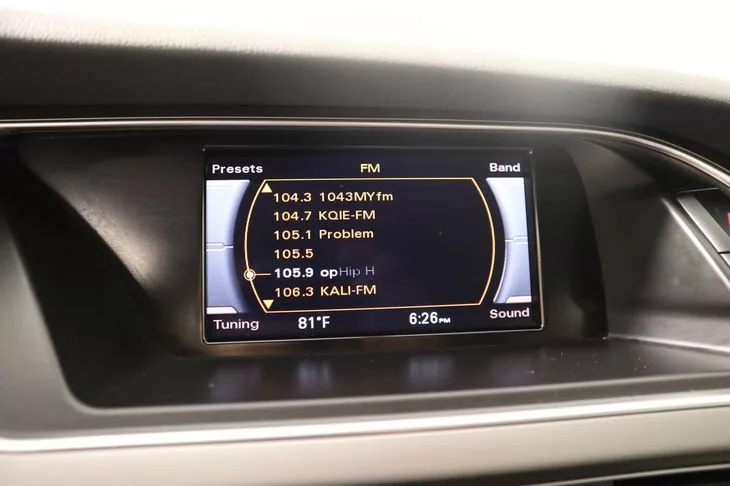 Presets FM Band
104.3 1043MYfm
104.7 KQIE-FM
105.1 Problem
105.5
105.9 opHip H
106.3 KALI-FM
Tuning 81°F 6:26PM Sound